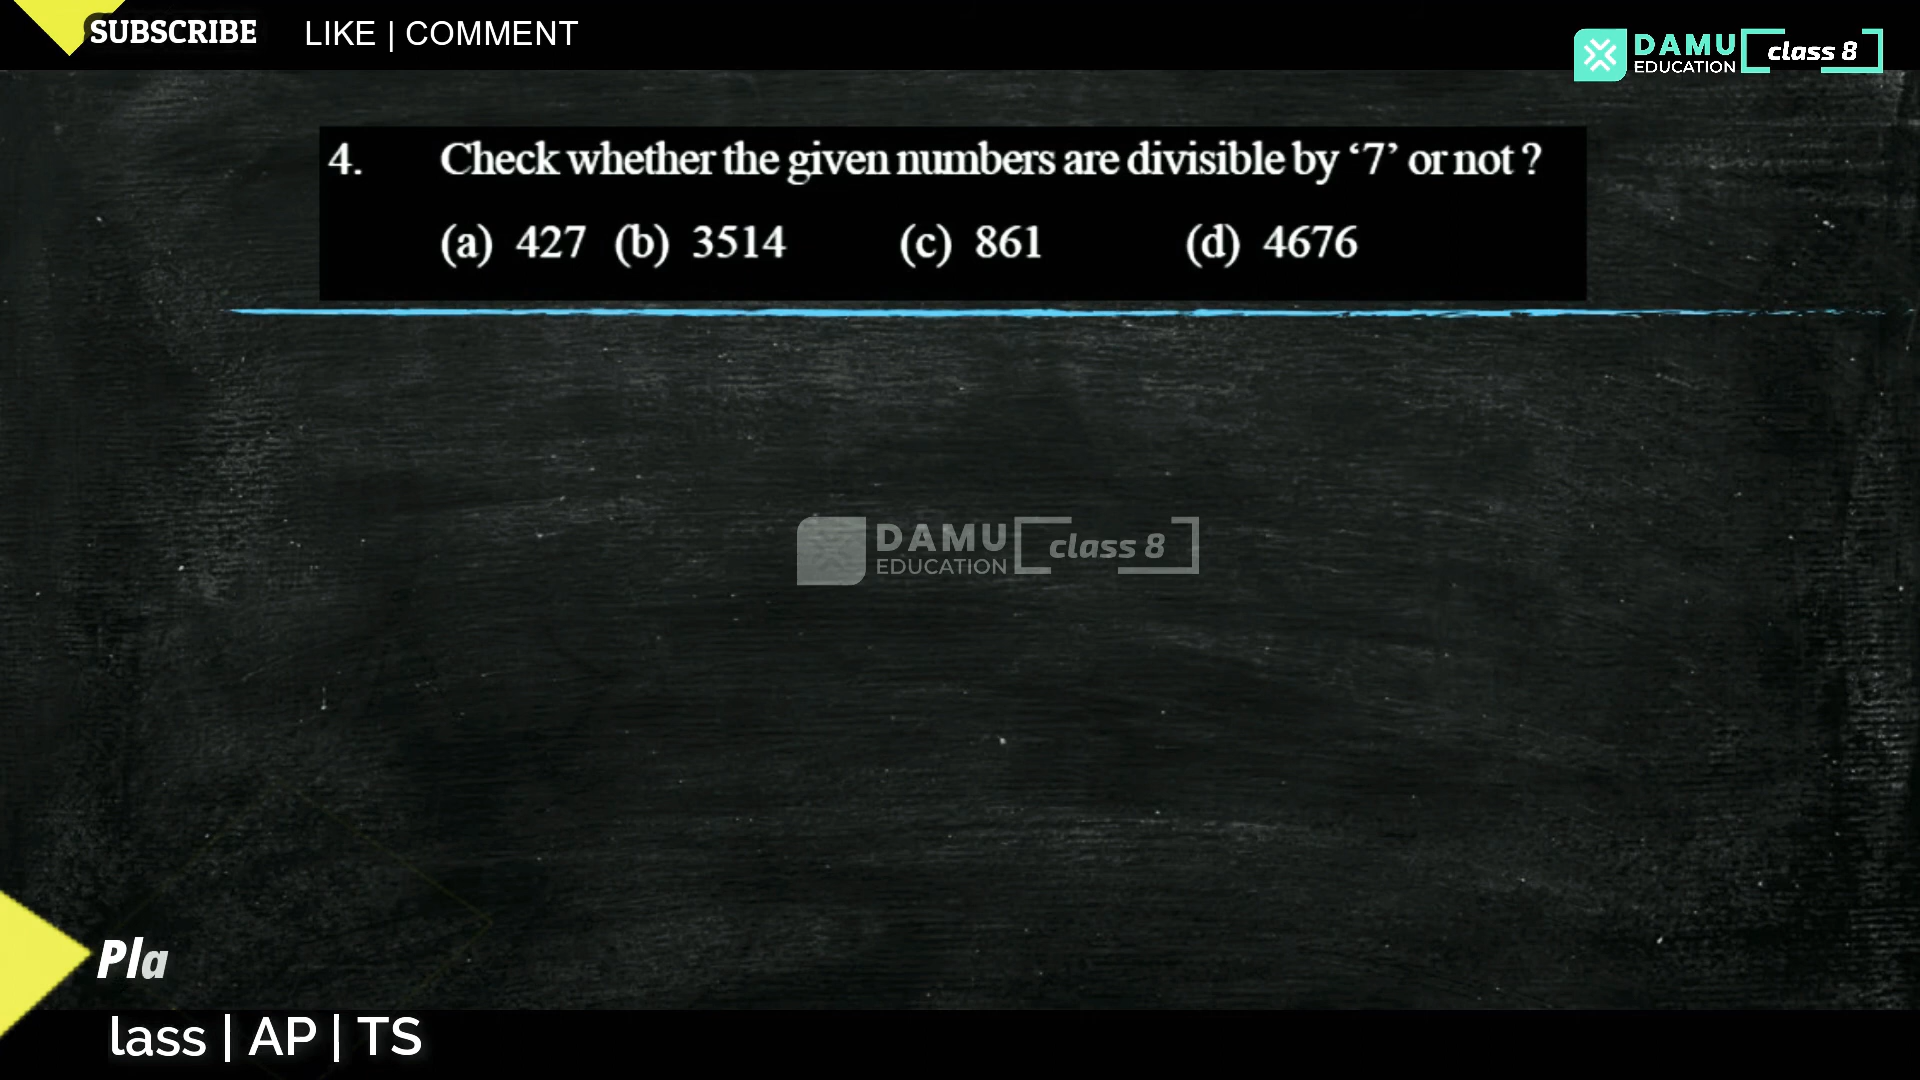 SUBSCRIBE LIKE | COMMENT
DAMU EDUCATION class 8
4. Check whether the given numbers are divisible by ‘7’ or not ?
(a) 427 (b) 3514 (c) 861 (d) 4676
DAMU EDUCATION class 8
Pla
lass | AP | TS